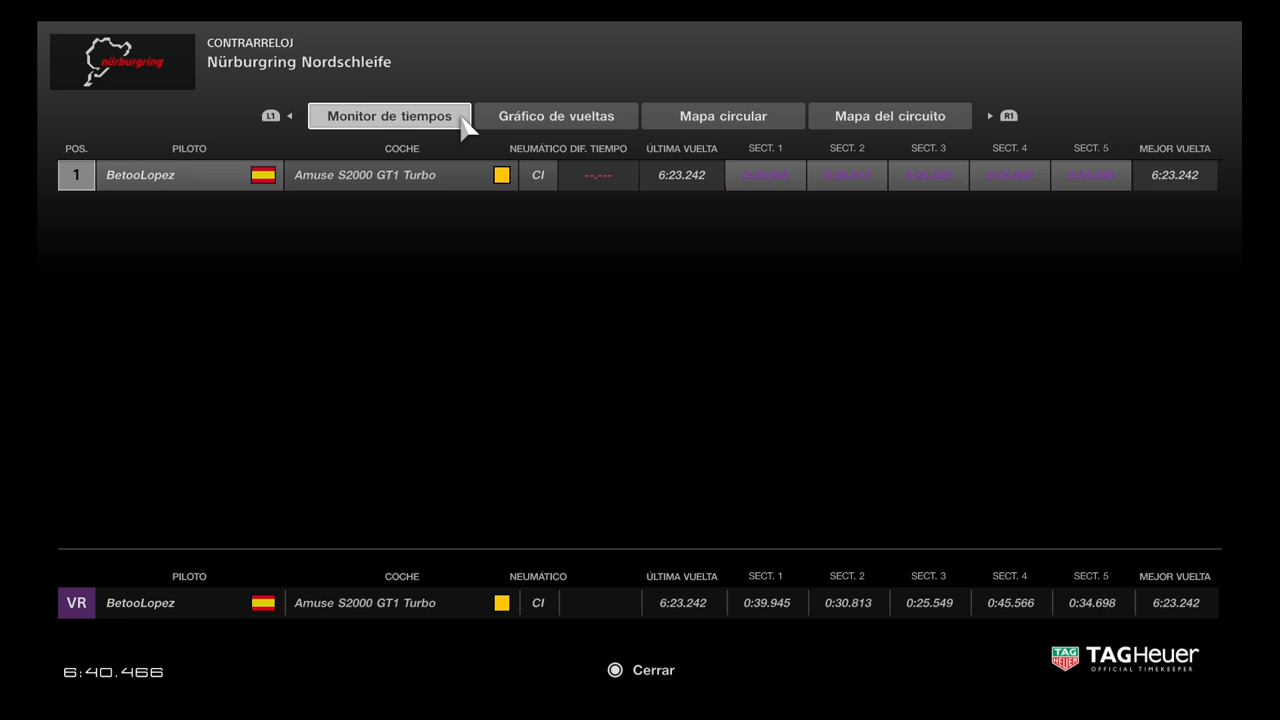 nürburgring
CONTRARRELOJ
Nürburgring Nordschleife
L1 Monitor de tiempos Gráfico de vueltas Mapa circular Mapa del circuito R1
POS. PILOTO COCHE NEUMÁTICO DIF. TIEMPO ÚLTIMA VUELTA SECT. 1 SECT. 2 SECT. 3 SECT. 4 SECT. 5 MEJOR VUELTA
1 BetooLopez Amuse S2000 GT1 Turbo CI --.--- 6:23.242 6:23.242
PILOTO COCHE NEUMÁTICO ÚLTIMA VUELTA SECT. 1 SECT. 2 SECT. 3 SECT. 4 SECT. 5 MEJOR VUELTA
VR BetooLopez Amuse S2000 GT1 Turbo CI 6:23.242 0:39.945 0:30.813 0:25.549 0:45.566 0:34.698 6:23.242
6:40.466
Cerrar
TAG HEUER TAGHeuer
OFFICIAL TIMEKEEPER